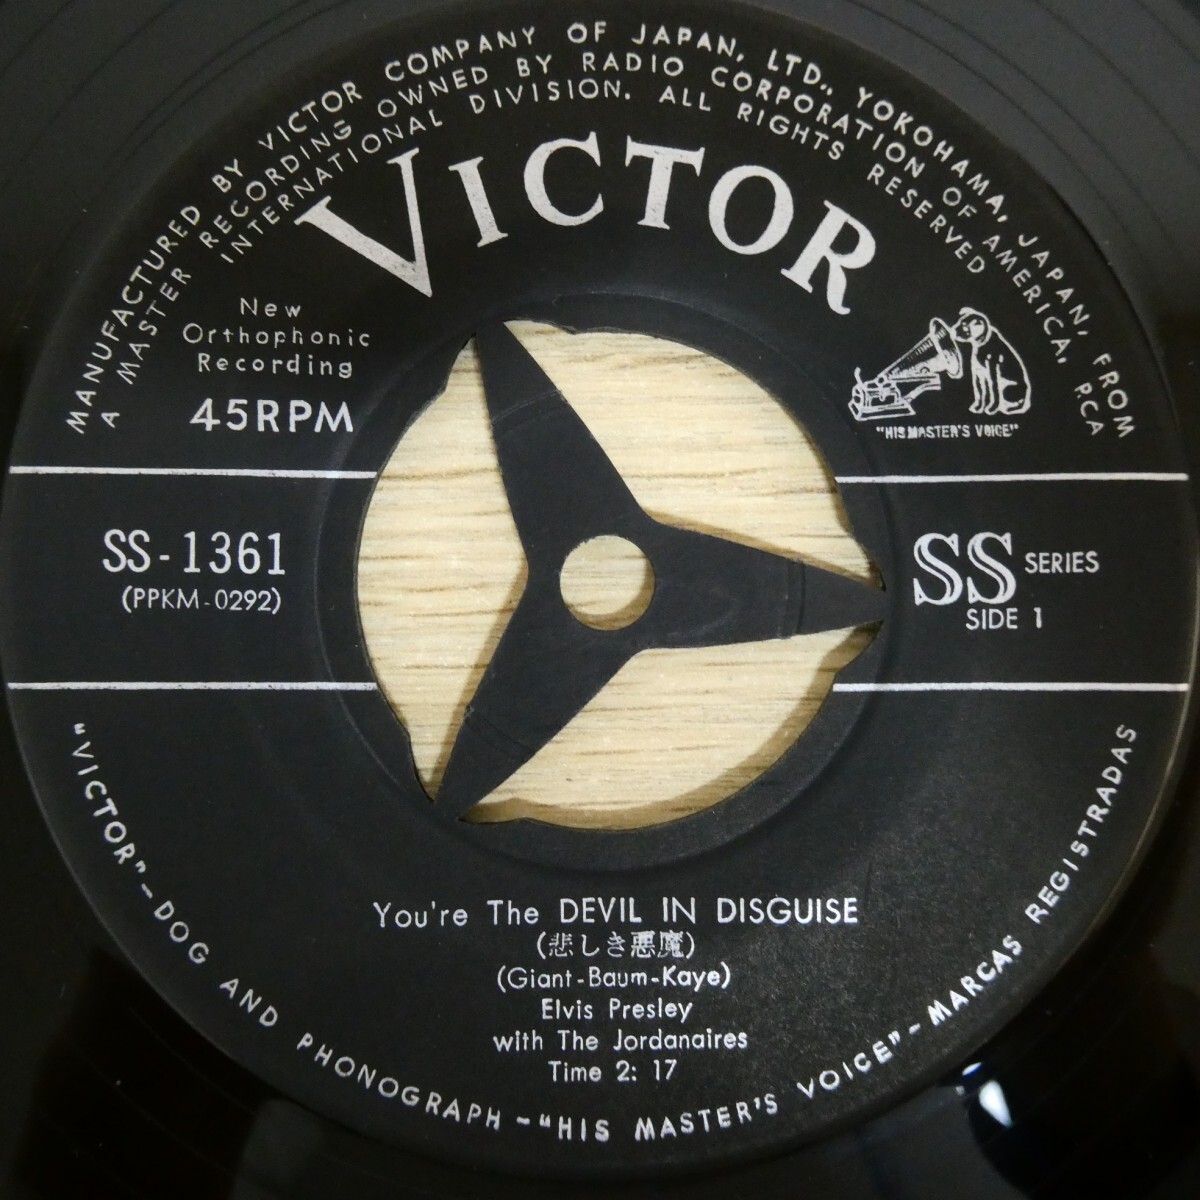 MANUFACTURED BY VICTOR COMPANY OF JAPAN, LTD., YOKOHAMA, JAPAN, FROM
A MASTER RECORDING OWNED BY RADIO CORPORATION OF AMERICA, RCA
INTERNATIONAL DIVISION. ALL RIGHTS RESERVED
VICTOR
New
Orthophonic
Recording
45RPM
"HIS MASTER'S VOICE"
SS-1361
(PPKM-0292)
SS SERIES
SIDE 1
You're The DEVIL IN DISGUISE
(悲しき悪魔)
(Giant-Baum-Kaye)
Elvis Presley
with The Jordanaires
Time 2: 17
"VICTOR"-DOG AND PHONOGRAPH-"HIS MASTER'S VOICE"-MARCAS REGISTRADAS